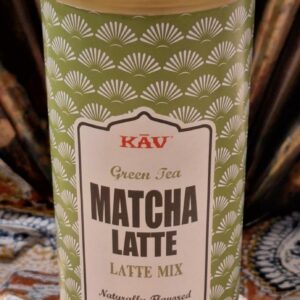 KĀV
Green Tea
MATCHA
LATTE
LATTE MIX
Naturally Flavored